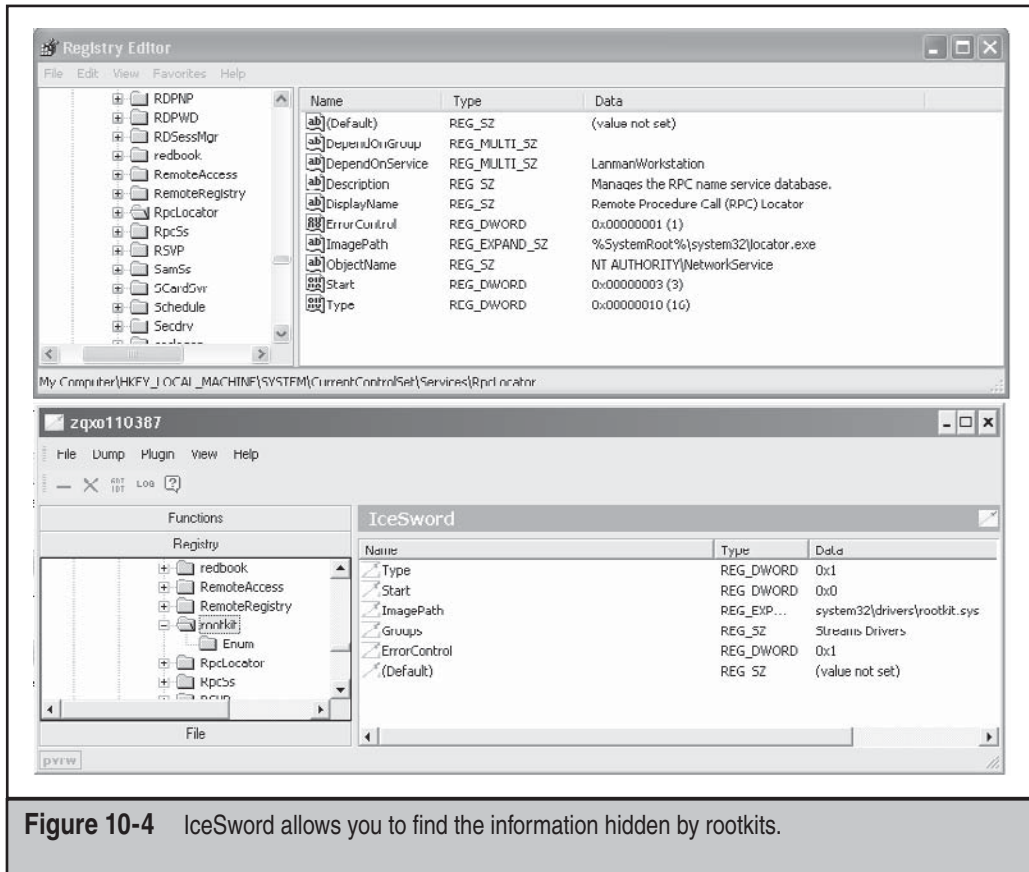 Registry Editor
File Edit View Favorites Help
RDPNP
RDPWD
RDSessMgr
redbook
RemoteAccess
RemoteRegistry
RpcLocator
RpcSs
RSVP
SamSs
SCardSvr
Schedule
Secdrv
Name Type Data
(Default) REG_SZ (value not set)
DependOnGroup REG_MULTI_SZ
DependOnService REG_MULTI_SZ LanmanWorkstation
Description REG_SZ Manages the RPC name service database.
DisplayName REG_SZ Remote Procedure Call (RPC) Locator
ErrorControl REG_DWORD 0x00000001 (1)
ImagePath REG_EXPAND_SZ %SystemRoot%\system32\locator.exe
ObjectName REG_SZ NT AUTHORITY\NetworkService
Start REG_DWORD 0x00000003 (3)
Type REG_DWORD 0x00000010 (16)
My Computer\HKEY_LOCAL_MACHINE\SYSTEM\CurrentControlSet\Services\RpcLocator
zqxo110387
File Dump Plugin View Help
LOG
Functions
Registry
redbook
RemoteAccess
RemoteRegistry
rootkit
Enum
RpcLocator
RpcSs
RSVP
File
IceSword
Name Type Data
Type REG_DWORD 0x1
Start REG_DWORD 0x0
ImagePath REG_EXP... system32\drivers\rootkit.sys
Groups REG_SZ Streams Drivers
ErrorControl REG_DWORD 0x1
(Default) REG_SZ (value not set)
pvrw
Figure 10-4 IceSword allows you to find the information hidden by rootkits.